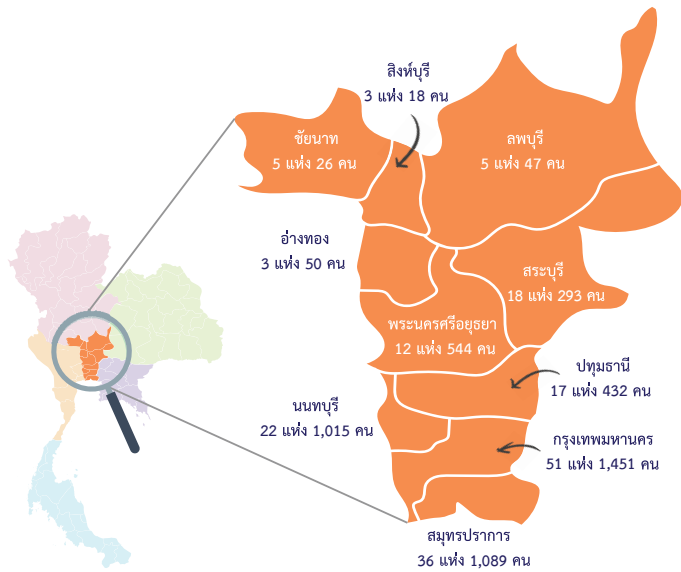 สิงห์บุรี
3 แห่ง 18 คน
ชัยนาท
5 แห่ง 26 คน
ลพบุรี
5 แห่ง 47 คน
อ่างทอง
3 แห่ง 50 คน
สระบุรี
18 แห่ง 293 คน
พระนครศรีอยุธยา
12 แห่ง 544 คน
ปทุมธานี
17 แห่ง 432 คน
นนทบุรี
22 แห่ง 1,015 คน
กรุงเทพมหานคร
51 แห่ง 1,451 คน
สมุทรปราการ
36 แห่ง 1,089 คน